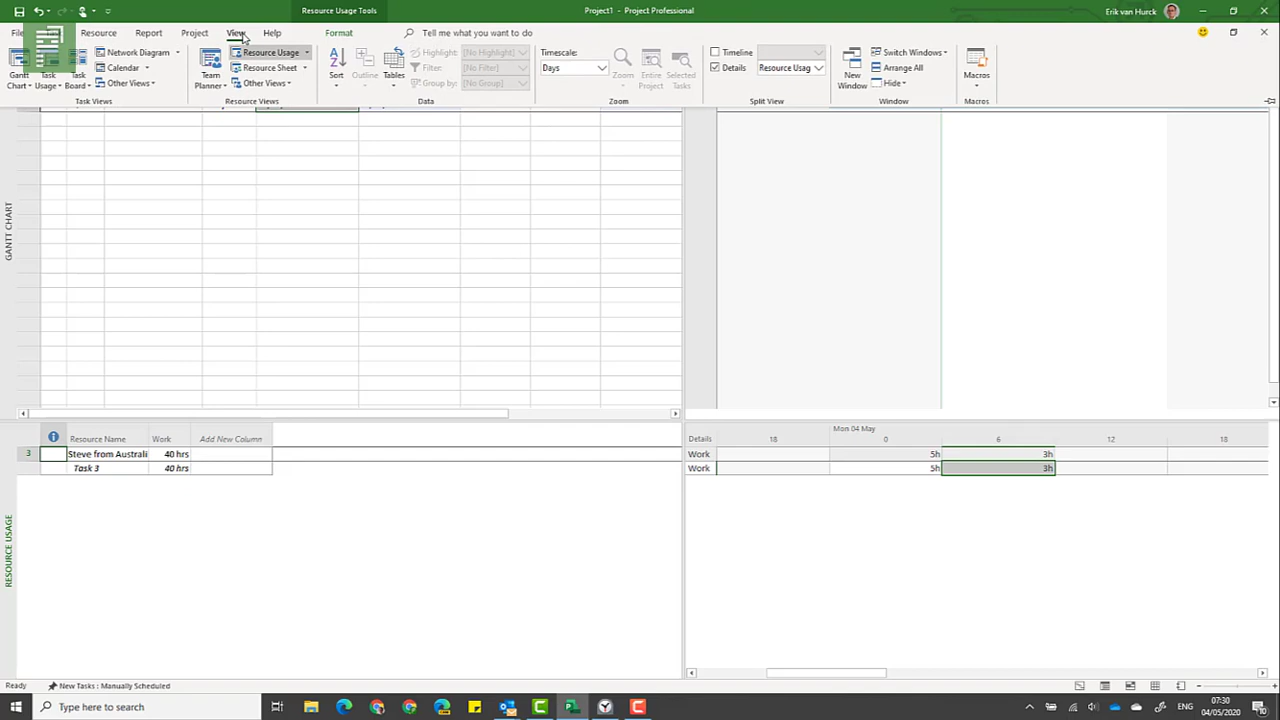 Resource Usage Tools
Project1 - Project Professional
Erik van Hurck
File
Resource
Report
Project
View
Help
Format
Tell me what you want to do
Gantt Chart
Task Usage
Task Board
Network Diagram
Calendar
Other Views
Task Views
Team Planner
Resource Usage
Resource Sheet
Other Views
Resource Views
Sort
Outline
Tables
Highlight: [No Highlight]
Filter: [No Filter]
Group by: [No Group]
Data
Timescale:
Days
Zoom
Entire Project
Selected Tasks
Zoom
Timeline
Details
Resource Usag
Split View
New Window
Switch Windows
Arrange All
Hide
Window
Macros
Macros
GANTT CHART
Resource Name Work Add New Column
3 Steve from Australi 40 hrs
Task 3 40 hrs
Mon 04 May
Details 18 0 6 12 18
Work 5h 3h
Work 5h 3h
RESOURCE USAGE
Ready New Tasks : Manually Scheduled
Type here to search
ENG
07:30
04/05/2020